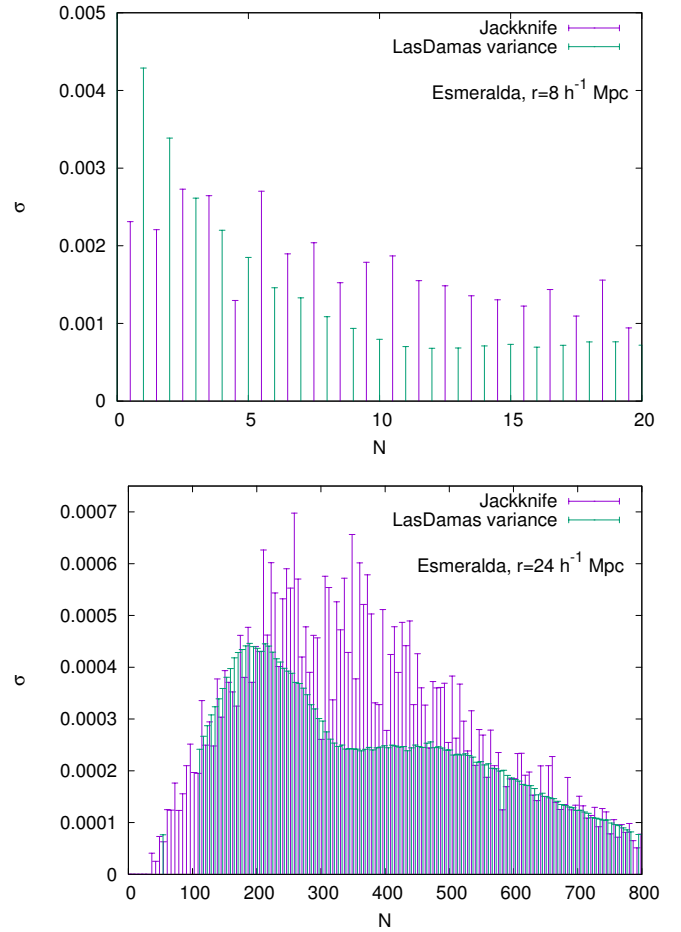 0.005
Jackknife
LasDamas variance
0.004
Esmeralda, r=8 h-1 Mpc
0.003
σ
0.002
0.001
0
0 5 10 15 20
N
0.0007
Jackknife
LasDamas variance
0.0006
Esmeralda, r=24 h-1 Mpc
0.0005
0.0004
σ
0.0003
0.0002
0.0001
0
0 100 200 300 400 500 600 700 800
N